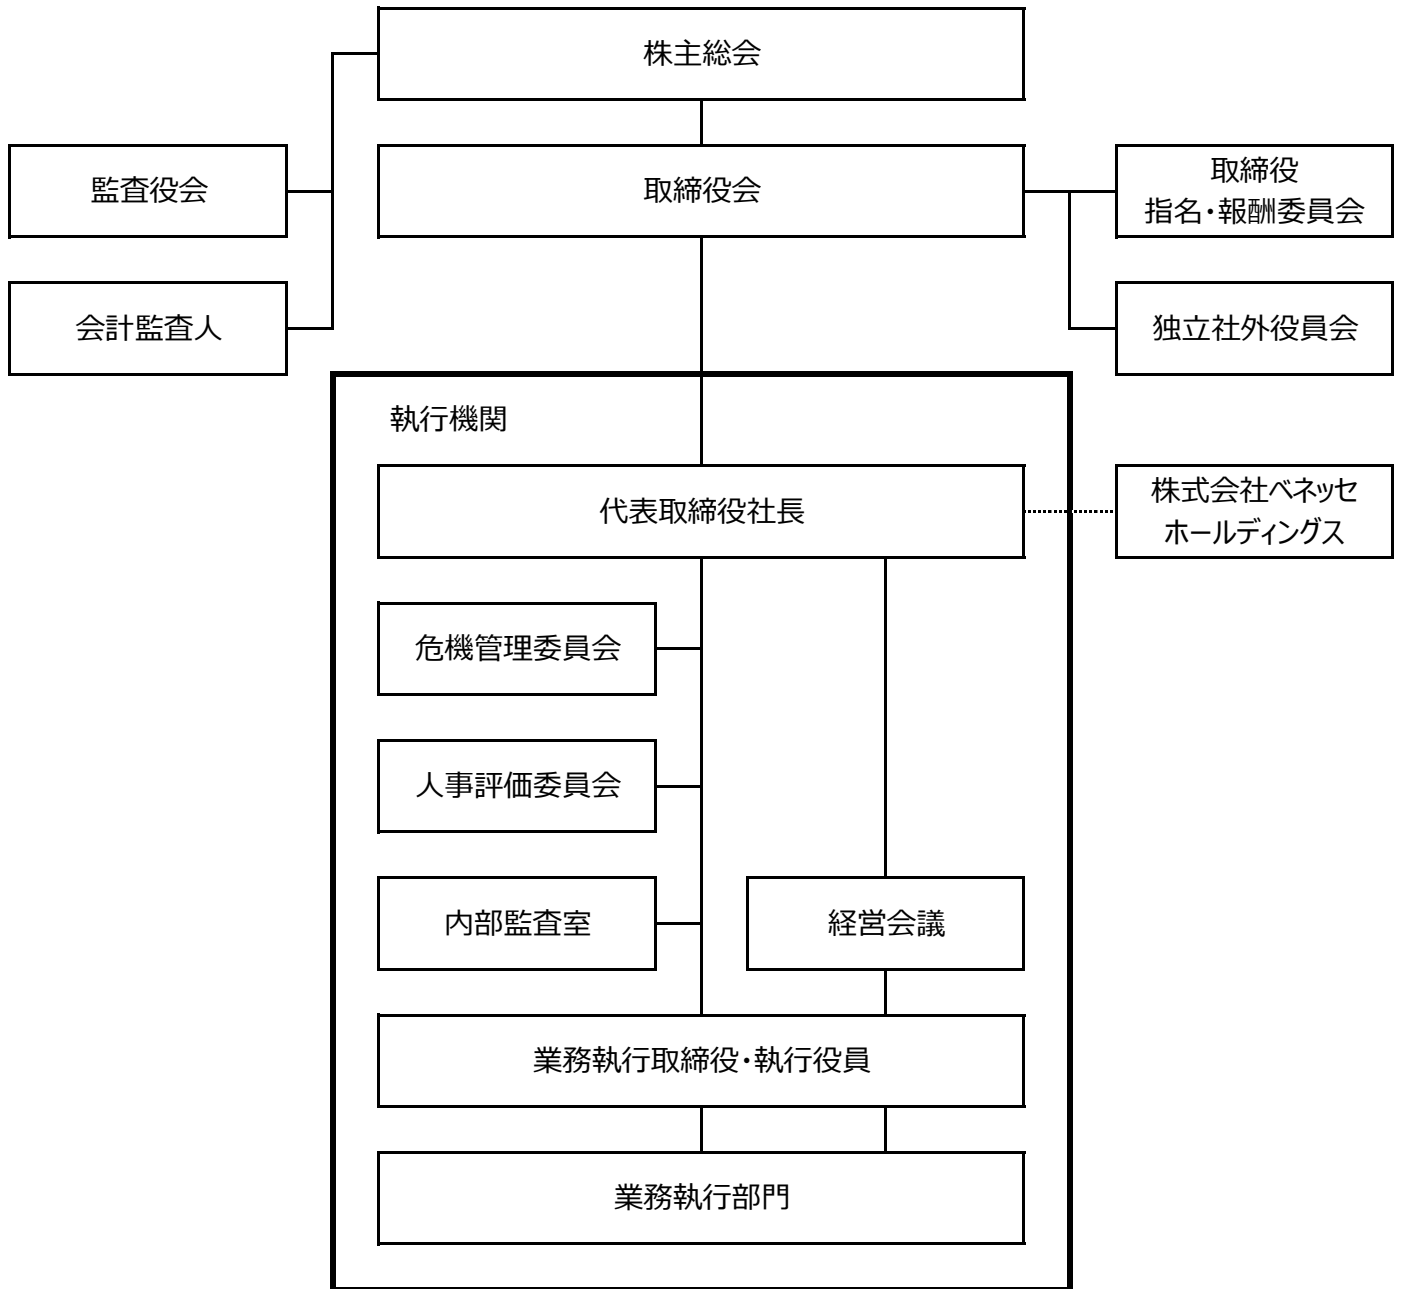 株主総会
監査役会
取締役会
取締役
指名・報酬委員会
会計監査人
独立社外役員会
執行機関
代表取締役社長
株式会社ベネッセ
ホールディングス
危機管理委員会
人事評価委員会
内部監査室
経営会議
業務執行取締役・執行役員
業務執行部門